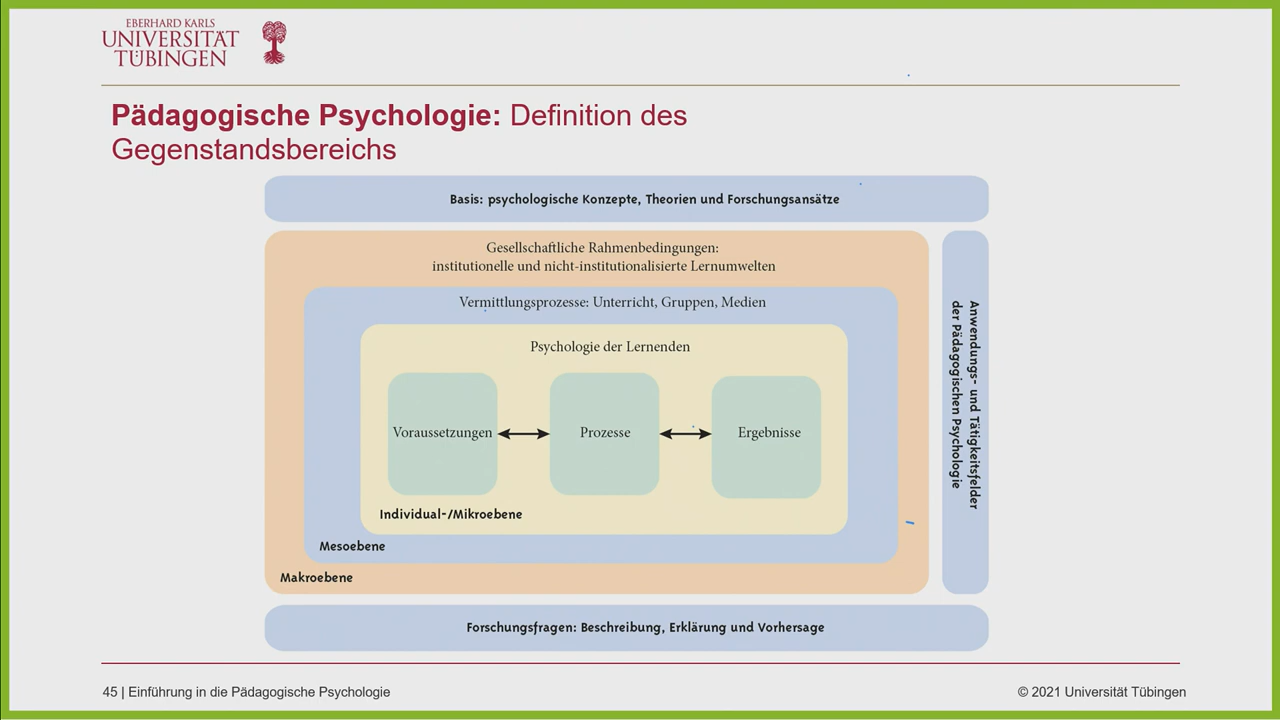 EBERHARD KARLS
UNIVERSITÄT
TÜBINGEN
Pädagogische Psychologie: Definition des
Gegenstandsbereichs
Basis: psychologische Konzepte, Theorien und Forschungsansätze
Gesellschaftliche Rahmenbedingungen:
institutionelle und nicht-institutionalisierte Lernumwelten
Vermittlungsprozesse: Unterricht, Gruppen, Medien
Psychologie der Lernenden
Voraussetzungen
Prozesse
Ergebnisse
Individual-/Mikroebene
Mesoebene
Makroebene
Anwendungs- und Tätigkeitsfelder
der Pädagogischen Psychologie
Forschungsfragen: Beschreibung, Erklärung und Vorhersage
45 | Einführung in die Pädagogische Psychologie
© 2021 Universität Tübingen